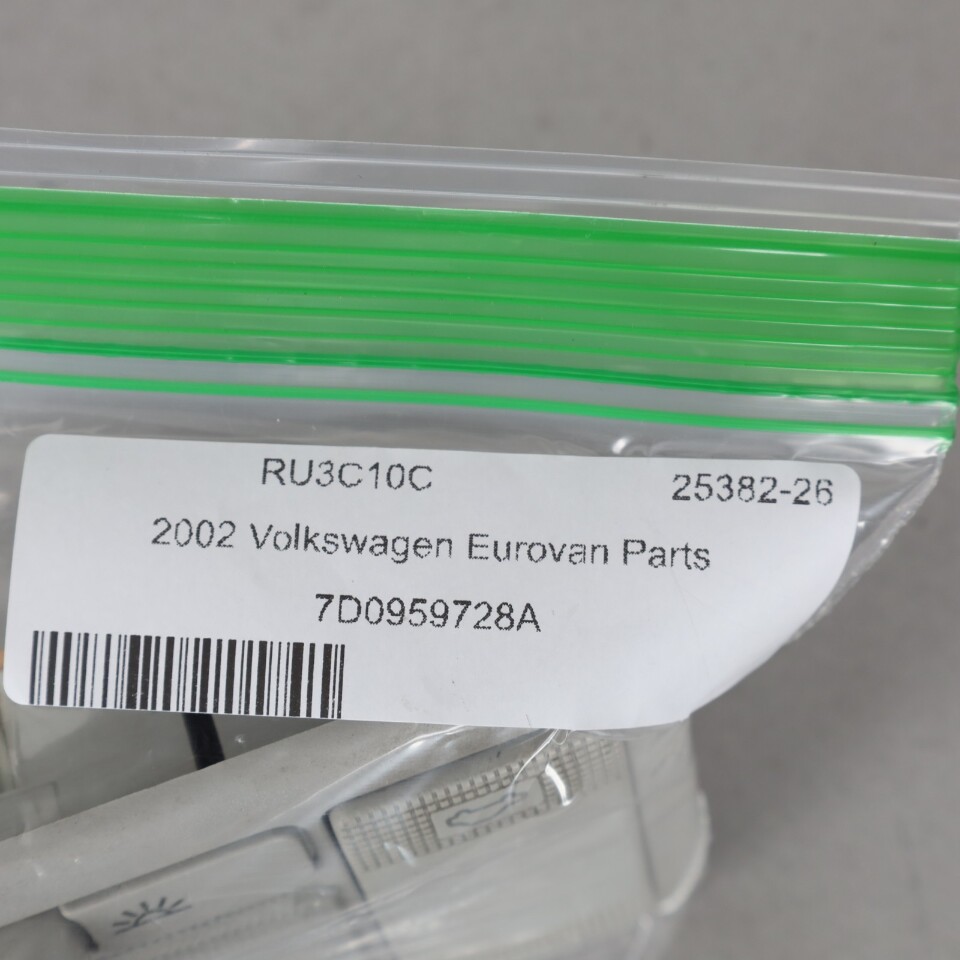 RU3C10C 25382-26
2002 Volkswagen Eurovan Parts
7D0959728A